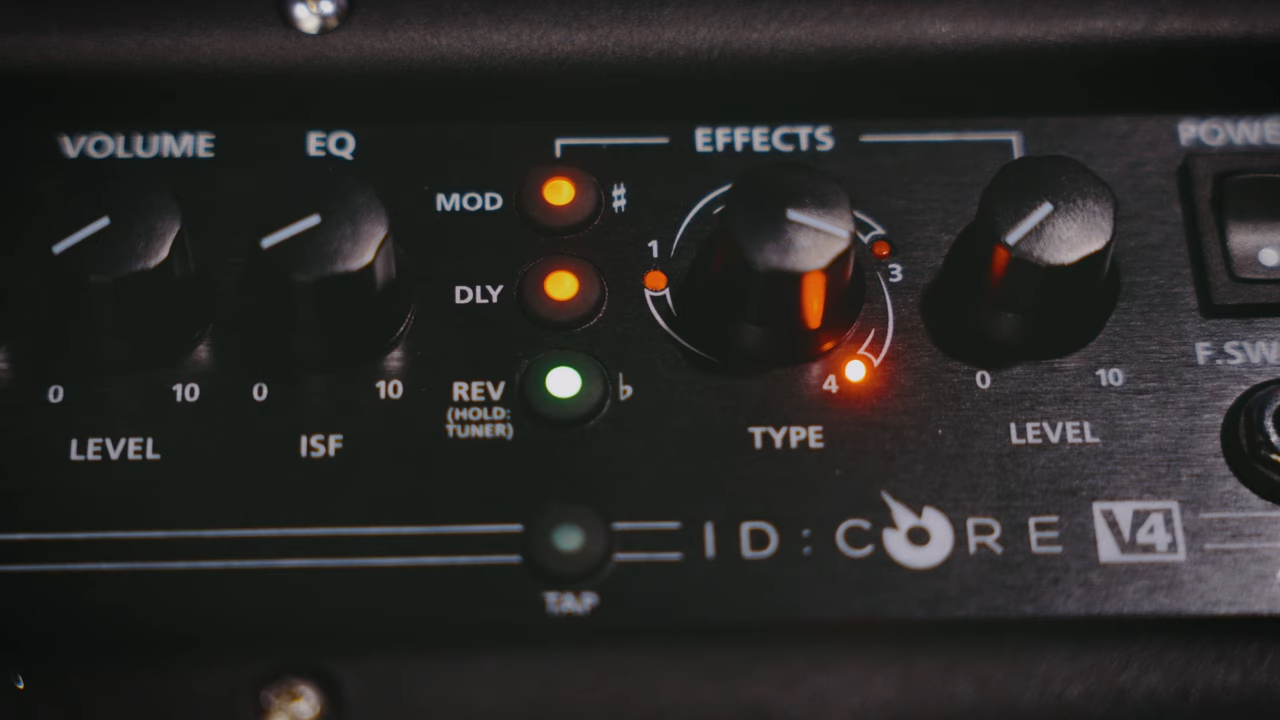 VOLUME
EQ
EFFECTS
POWE
MOD
♯
DLY
1
3
REV
(HOLD:
TUNER)
♭
4
F.SW
0 10
0 10
0 10
LEVEL
ISF
TYPE
LEVEL
ID:CORE V4
TAP